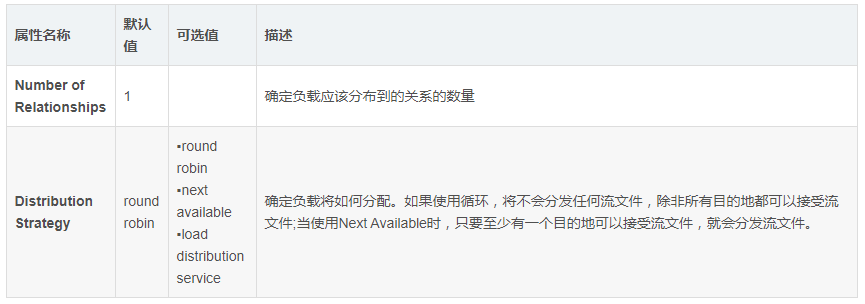 属性名称
默认
值
可选值
描述
Number of
Relationships
1
确定负载应该分布到的关系的数量
Distribution
Strategy
round
robin
▪round
robin
▪next
available
▪load
distribution
service
确定负载将如何分配。如果使用循环，将不会分发任何流文件，除非所有目的地都可以接受流
文件;当使用Next Available时，只要至少有一个目的地可以接受流文件，就会分发流文件。